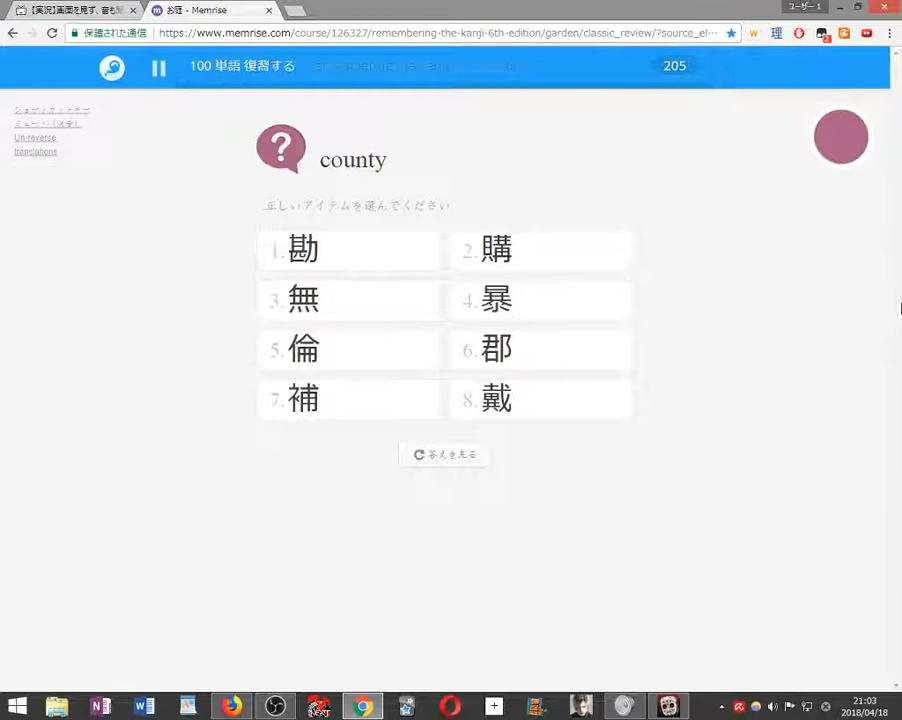 【実況】画面を見ず、音も
お庭 - Memrise
ユーザー 1
保護された通信 https://www.memrise.com/course/126327/remembering-the-kanji-6th-edition/garden/classic_review/?source_el...
100 単語 復習する
205
Un-reverse
translations
county
正しいアイテムを選んでください
1. 勘
2. 購
3. 無
4. 暴
5. 倫
6. 郡
7. 補
8. 戴
答えを見る
21:03
2018/04/18